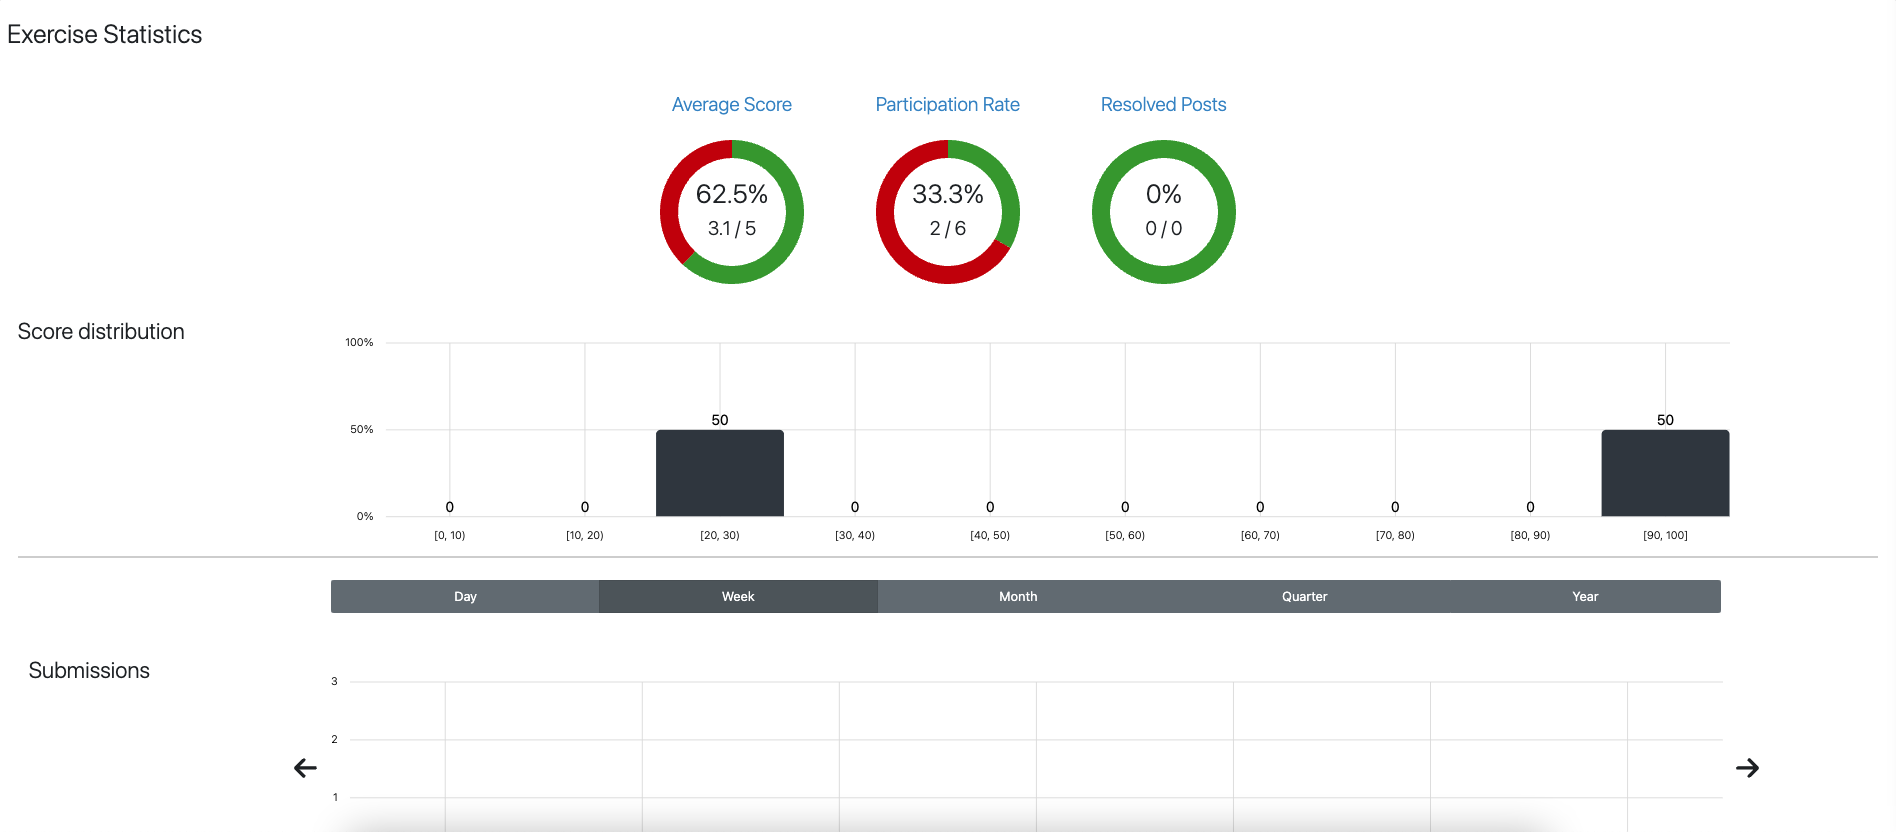 Exercise Statistics
Average Score
Participation Rate
Resolved Posts
62.5%
3.1 / 5
33.3%
2 / 6
0%
0 / 0
Score distribution
100%
50%
0%
0
0
50
0
0
0
0
0
0
50
[0, 10)
[10, 20)
[20, 30)
[30, 40)
[40, 50)
[50, 60)
[60, 70)
[70, 80)
[80, 90)
[90, 100]
Day
Week
Month
Quarter
Year
Submissions
3
2
1